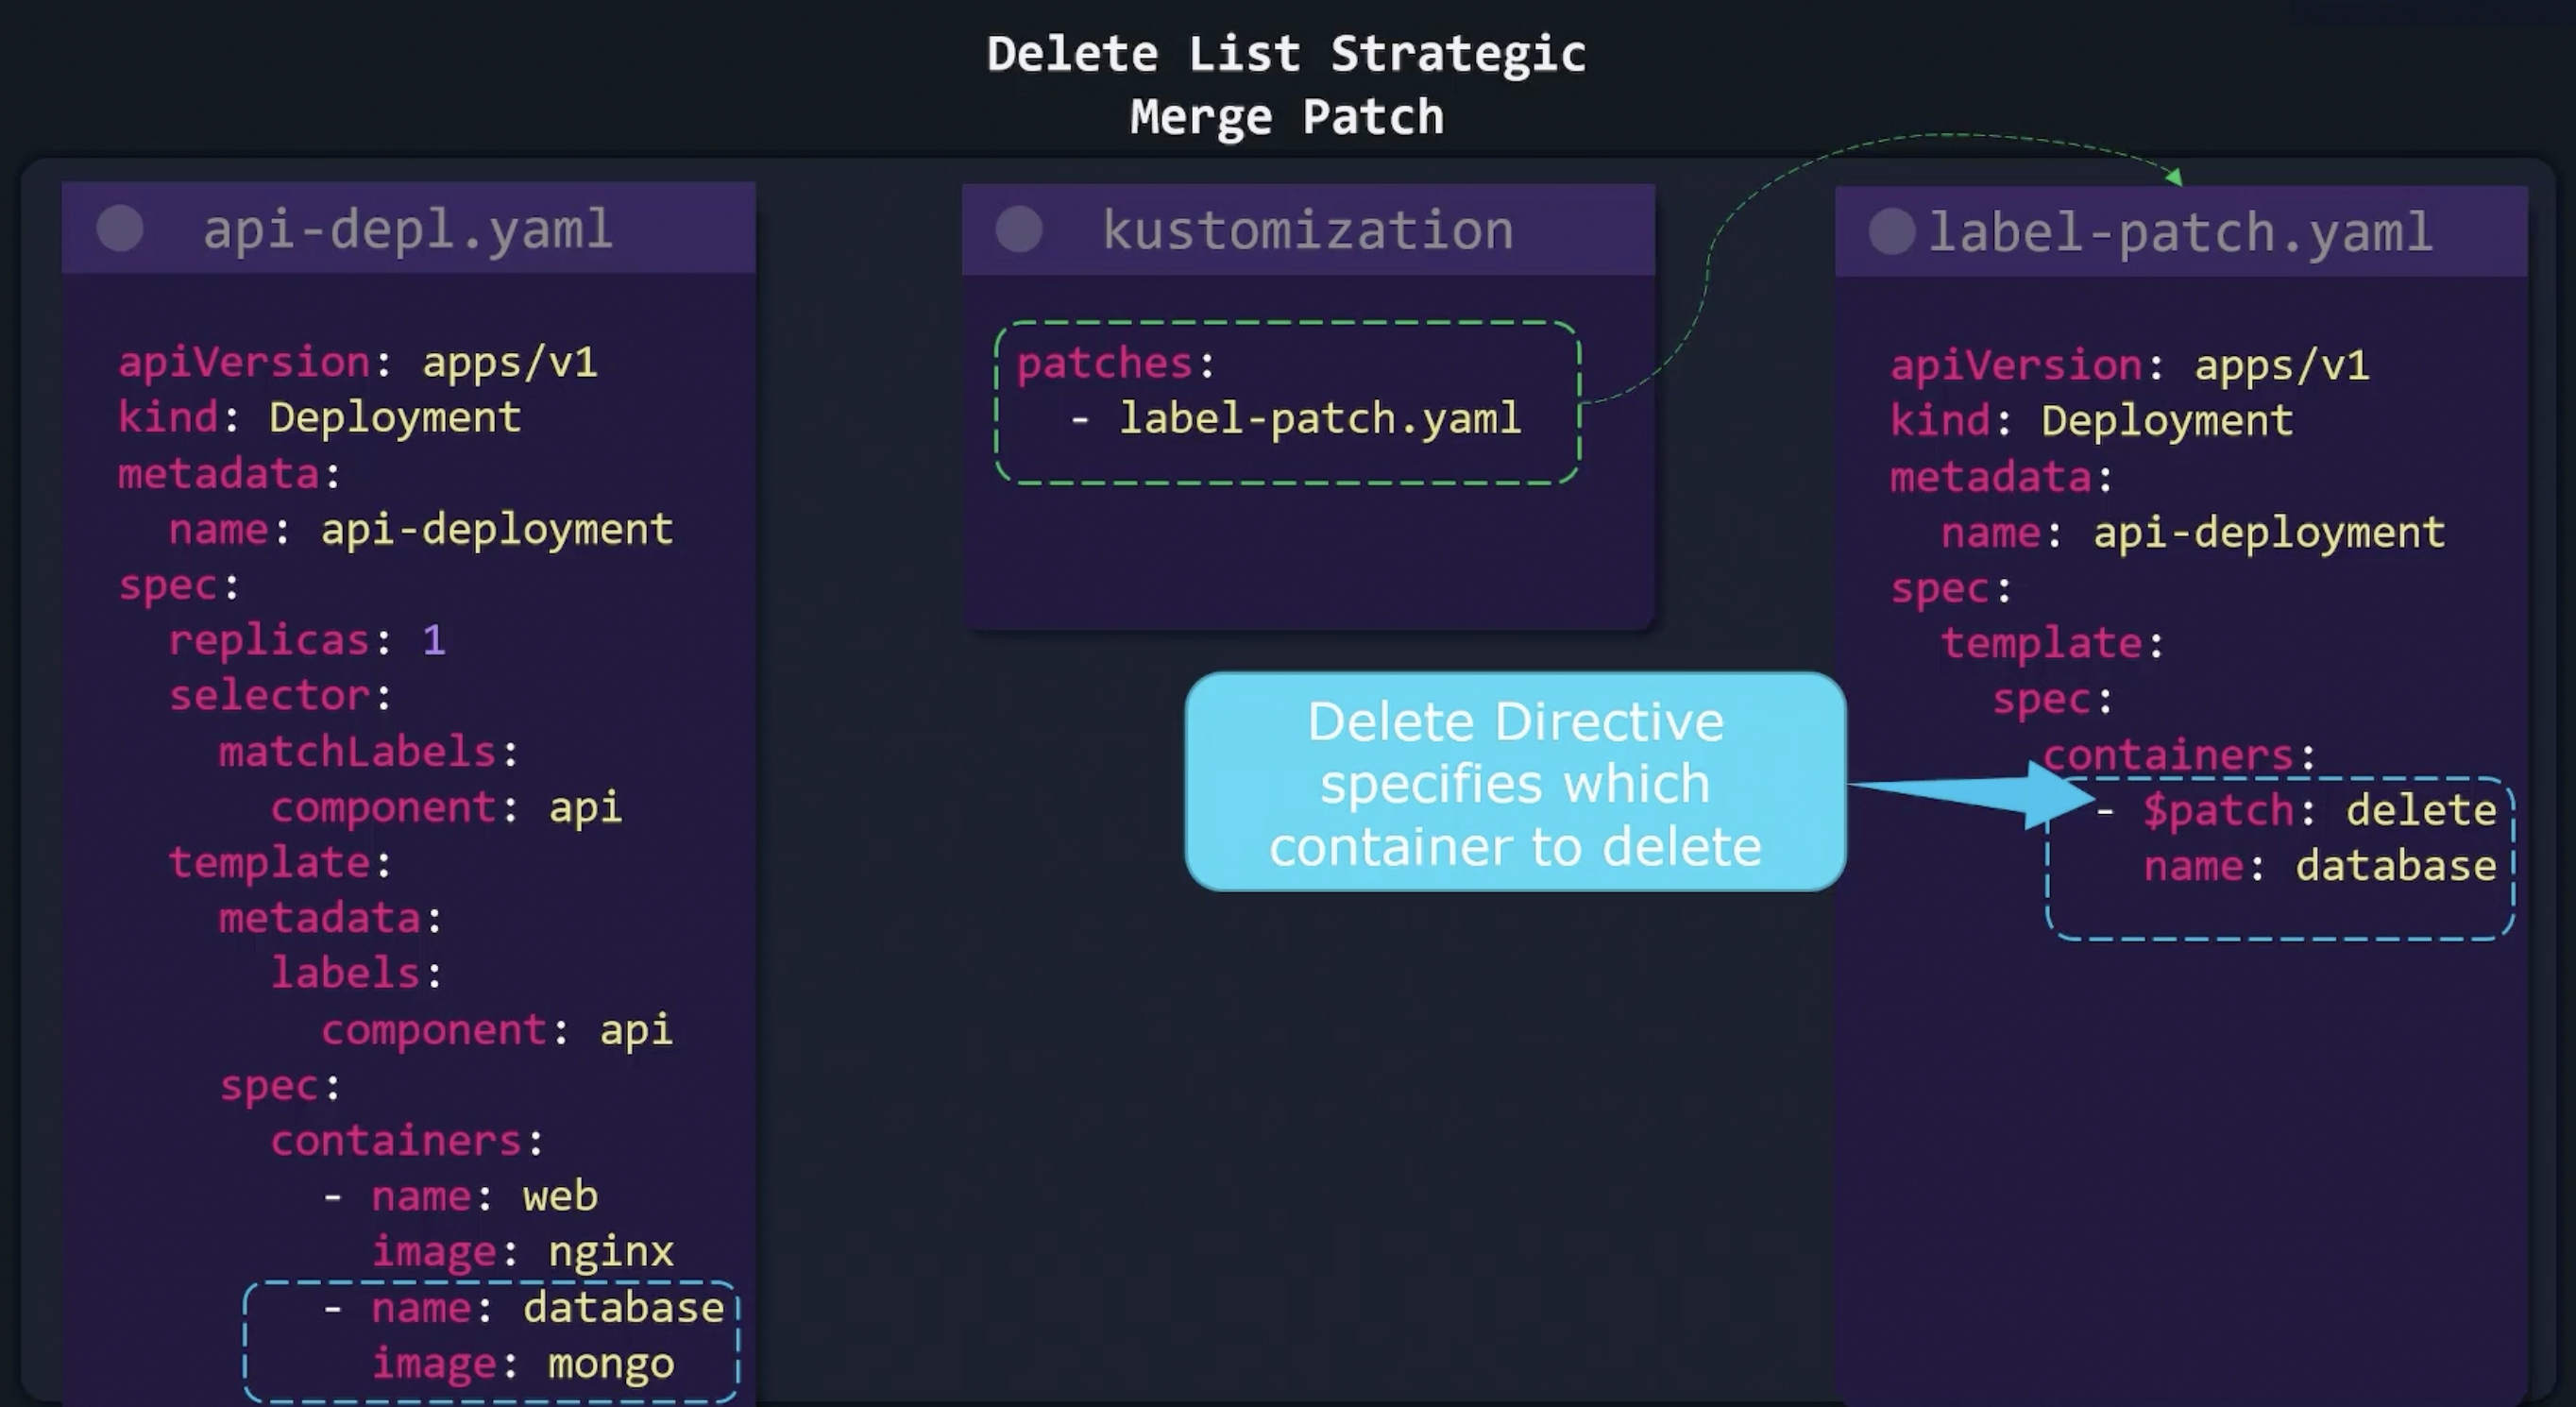 Delete List Strategic
Merge Patch
api-depl.yaml
apiVersion: apps/v1
kind: Deployment
metadata:
  name: api-deployment
spec:
  replicas: 1
  selector:
    matchLabels:
      component: api
  template:
    metadata:
      labels:
        component: api
    spec:
      containers:
        - name: web
          image: nginx
        - name: database
          image: mongo
kustomization
patches:
  - label-patch.yaml
Delete Directive
specifies which
container to delete
label-patch.yaml
apiVersion: apps/v1
kind: Deployment
metadata:
  name: api-deployment
spec:
  template:
    spec:
      containers:
        - $patch: delete
          name: database